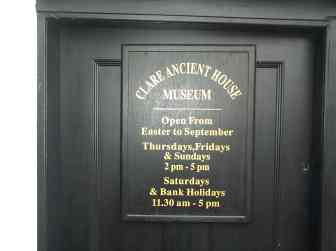 CLARE ANCIENT HOUSE
MUSEUM
Open From
Easter to September
Thursdays,Fridays
& Sundays
2 pm - 5 pm
Saturdays
& Bank Holidays
11.30 am - 5 pm